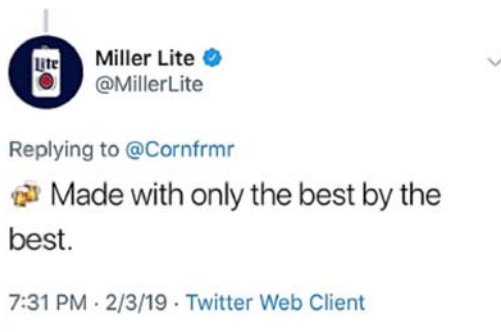 Lite
Miller Lite
@MillerLite
Replying to @Cornfrmr
🍻 Made with only the best by the
best.
7:31 PM · 2/3/19 · Twitter Web Client